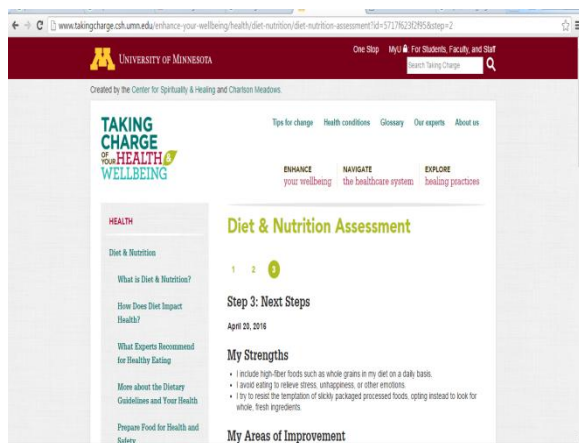 www.takingcharge.csh.umn.edu/enhance-your-wellbeing/health/diet-nutrition/diet-nutrition-assessment?id=5717f623f2f95&step=2
M UNIVERSITY OF MINNESOTA
One Stop MyU For Students, Faculty, and Staff
Search Taking Charge
Created by the Center for Spirituality & Healing and Charlson Meadows.
TAKING
CHARGE
OF YOUR HEALTH &
WELLBEING
Tips for change Health conditions Glossary Our experts About us
ENHANCE NAVIGATE EXPLORE
your wellbeing the healthcare system healing practices
HEALTH
Diet & Nutrition
What is Diet & Nutrition?
How Does Diet Impact
Health?
What Experts Recommend
for Healthy Eating
More about the Dietary
Guidelines and Your Health
Prepare Food for Health and
Safety
Diet & Nutrition Assessment
1 2 3
Step 3: Next Steps
April 20, 2016
My Strengths
• I include high-fiber foods such as whole grains in my diet on a daily basis.
• I avoid eating to relieve stress, unhappiness, or other emotions.
• I try to resist the temptation of slickly packaged processed foods, opting instead to look for
whole, fresh ingredients.
My Areas of Improvement